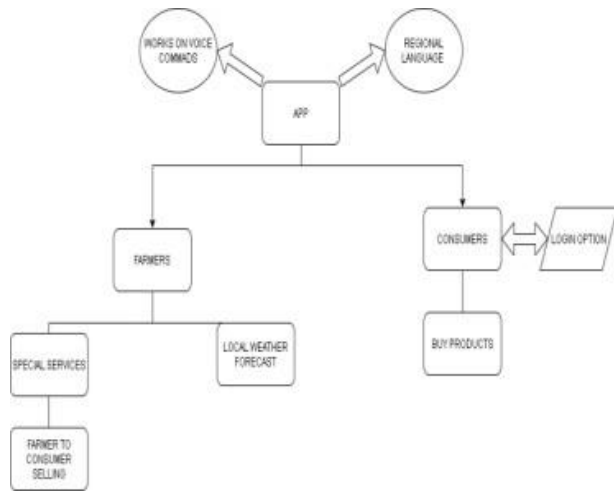 WORKS ON VOICE
COMMADS
REGIONAL
LANGUAGE
APP
FARMERS
CONSUMERS
LOGIN OPTION
SPECIAL SERVICES
LOCAL WEATHER
FORECAST
BUY PRODUCTS
FARMER TO
CONSUMER
SELLING